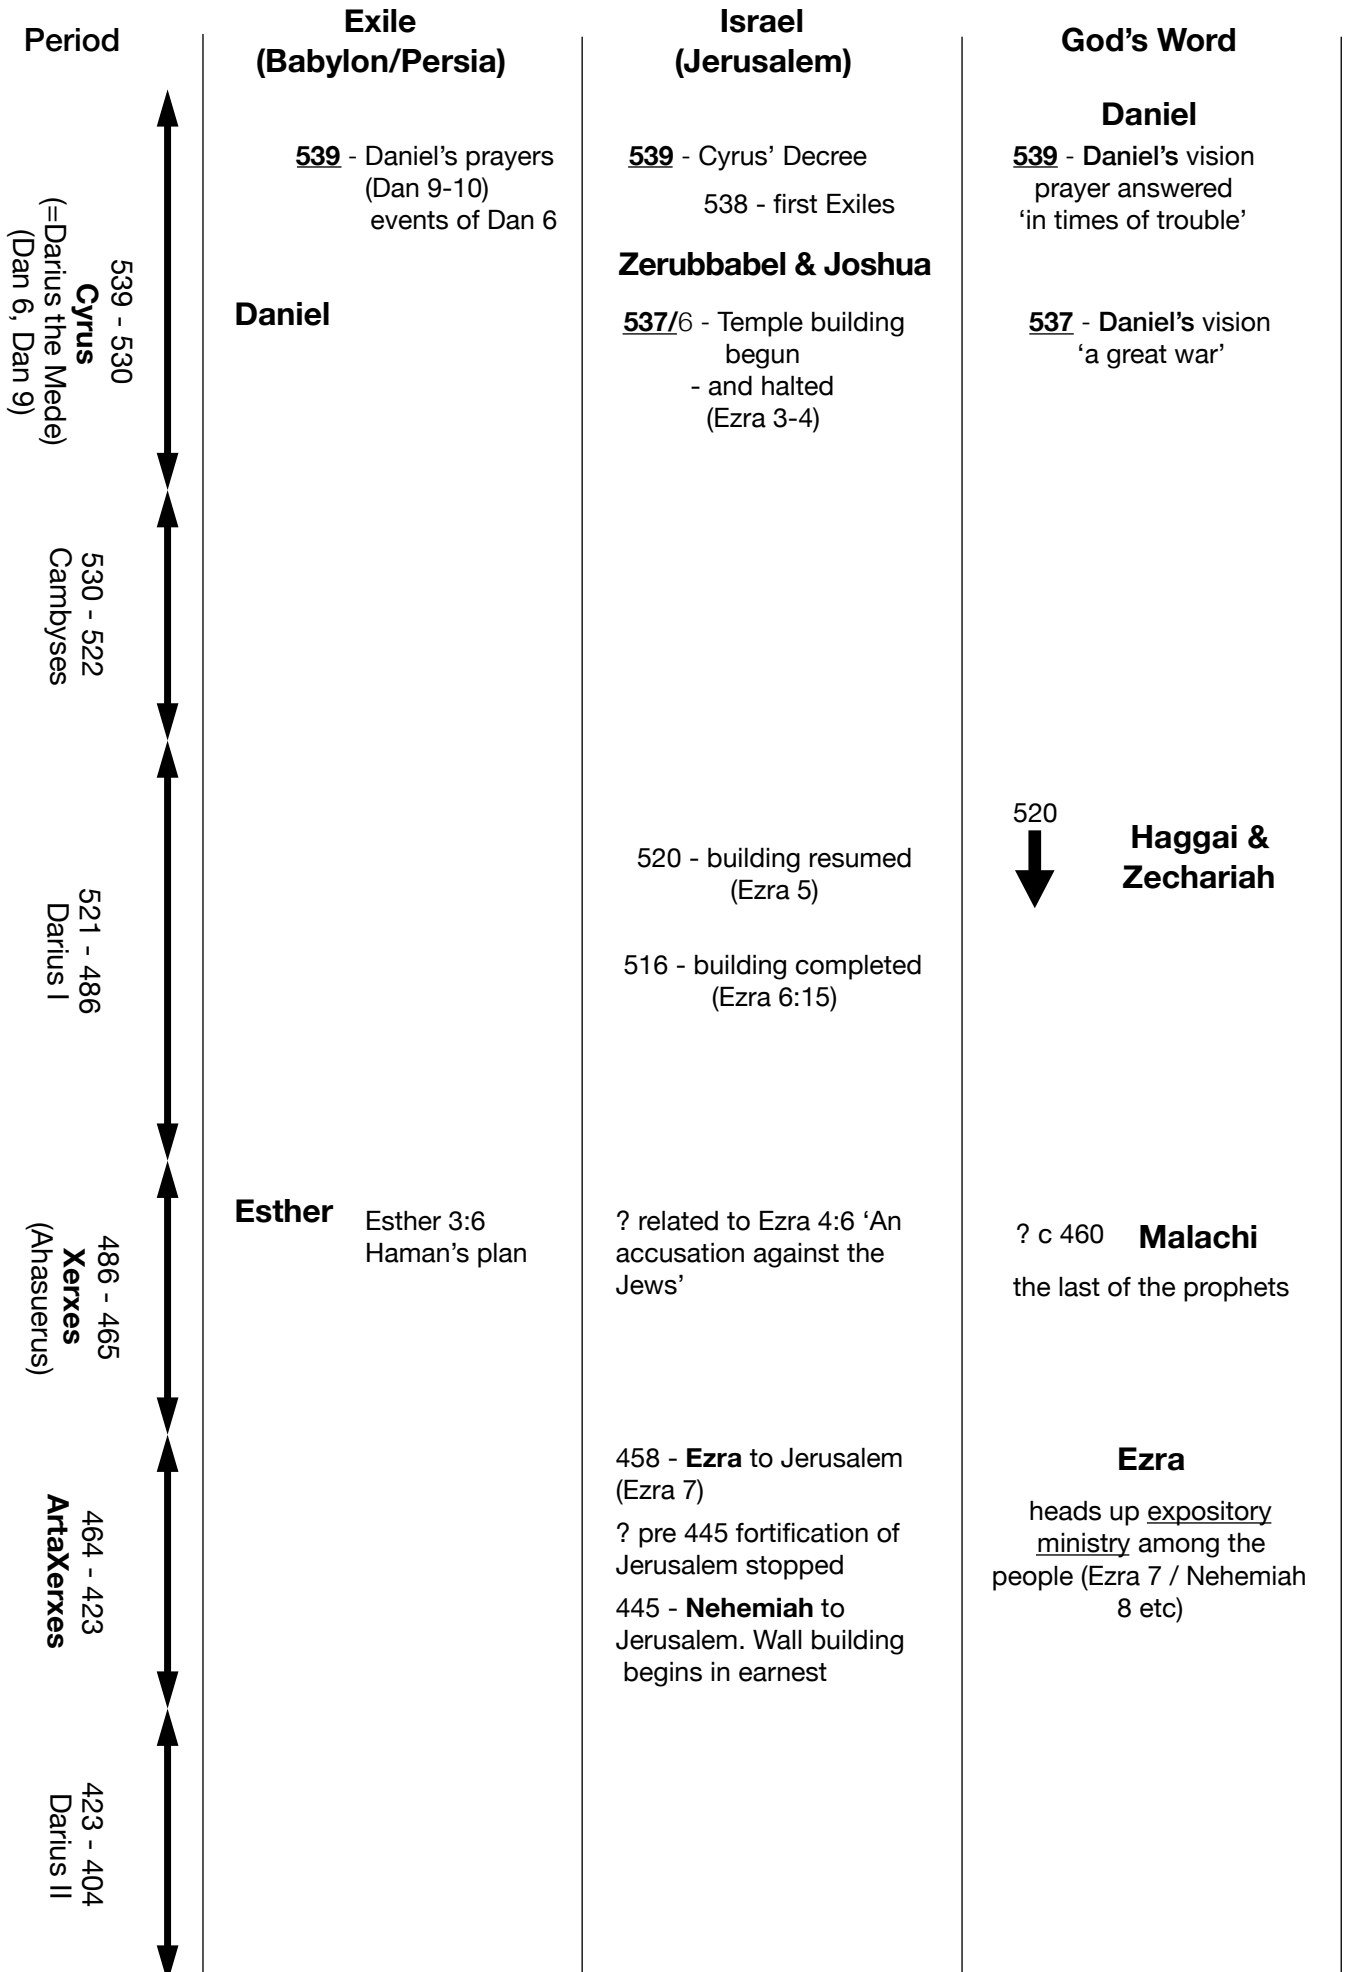 Period
Exile
(Babylon/Persia)
Israel
(Jerusalem)
God's Word
539 - 530
Cyrus
(=Darius the Mede)
(Dan 6, Dan 9)
539 - Daniel's prayers
(Dan 9-10)
events of Dan 6
Daniel
539 - Cyrus' Decree
538 - first Exiles
Zerubbabel & Joshua
537/6 - Temple building
begun
- and halted
(Ezra 3-4)
Daniel
539 - Daniel's vision
prayer answered
'in times of trouble'
537 - Daniel's vision
'a great war'
530 - 522
Cambyses
521 - 486
Darius I
520 - building resumed
(Ezra 5)
516 - building completed
(Ezra 6:15)
520
Haggai &
Zechariah
486 - 465
Xerxes
(Ahasuerus)
Esther
Esther 3:6
Haman's plan
? related to Ezra 4:6 'An
accusation against the
Jews'
? c 460 Malachi
the last of the prophets
464 - 423
ArtaXerxes
458 - Ezra to Jerusalem
(Ezra 7)
? pre 445 fortification of
Jerusalem stopped
445 - Nehemiah to
Jerusalem. Wall building
begins in earnest
Ezra
heads up expository
ministry among the
people (Ezra 7 / Nehemiah
8 etc)
423 - 404
Darius II